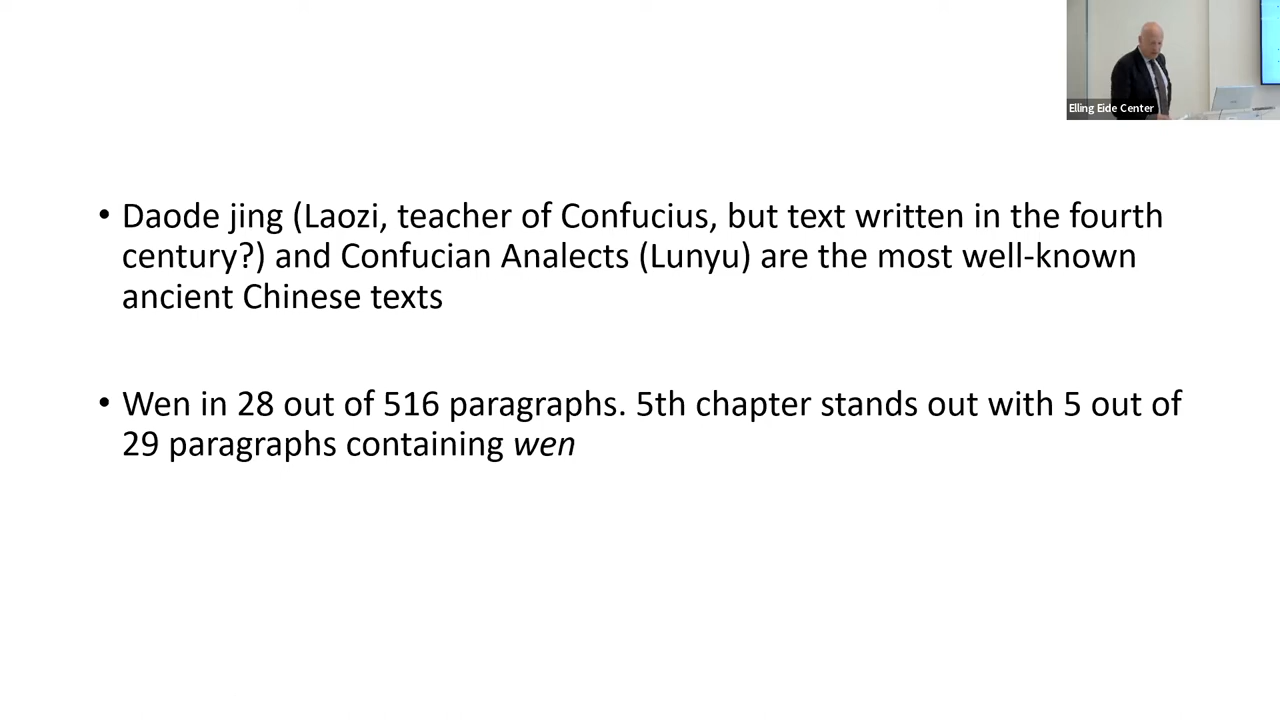 Elling Eide Center
• Daode jing (Laozi, teacher of Confucius, but text written in the fourth
century?) and Confucian Analects (Lunyu) are the most well-known
ancient Chinese texts
• Wen in 28 out of 516 paragraphs. 5th chapter stands out with 5 out of
29 paragraphs containing wen